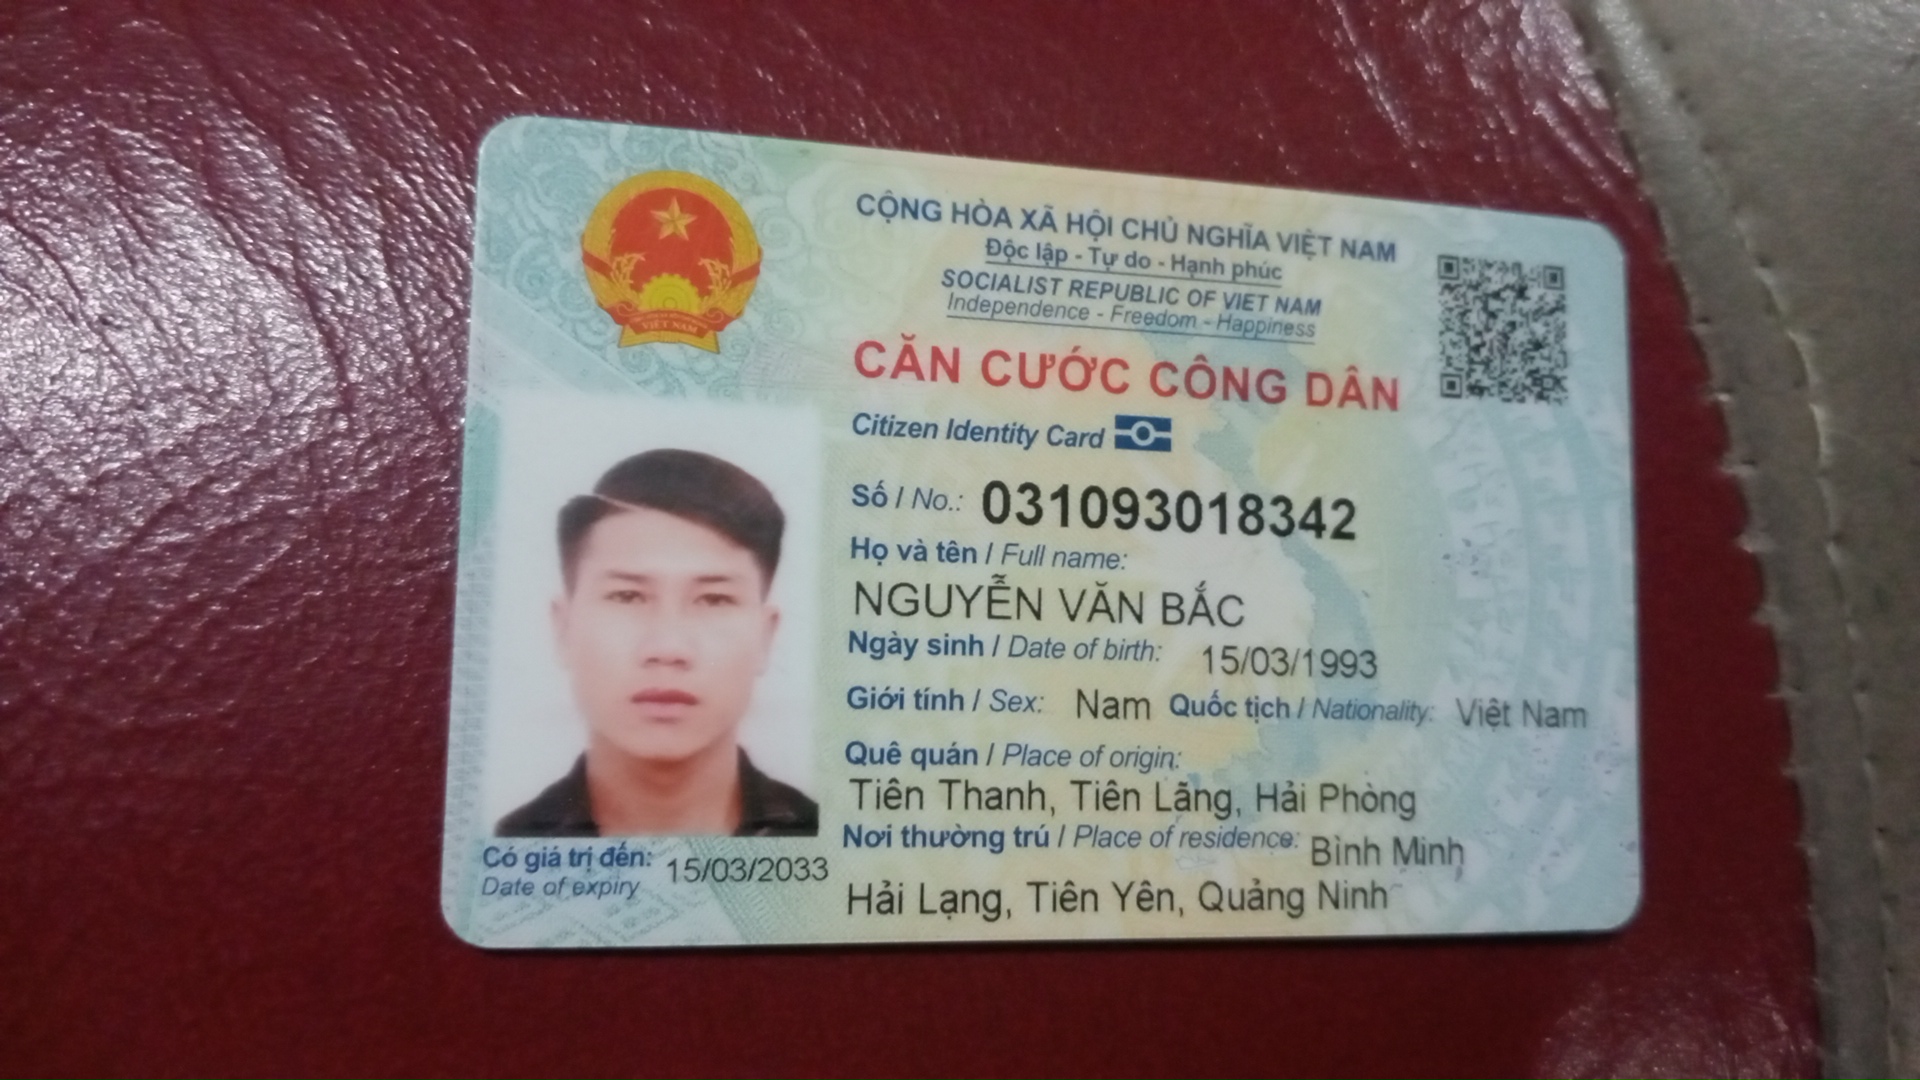 CỘNG HÒA XÃ HỘI CHỦ NGHĨA VIỆT NAM
Độc lập - Tự do - Hạnh phúc
SOCIALIST REPUBLIC OF VIET NAM
Independence - Freedom - Happiness
VIỆT NAM
CĂN CƯỚC CÔNG DÂN
Citizen Identity Card
Số / No.: 031093018342
Họ và tên / Full name:
NGUYỄN VĂN BẮC
Ngày sinh / Date of birth: 15/03/1993
Giới tính / Sex: Nam Quốc tịch / Nationality: Việt Nam
Quê quán / Place of origin:
Tiên Thanh, Tiên Lãng, Hải Phòng
Nơi thường trú / Place of residence: Bình Minh
Hải Lạng, Tiên Yên, Quảng Ninh
Có giá trị đến: 15/03/2033
Date of expiry